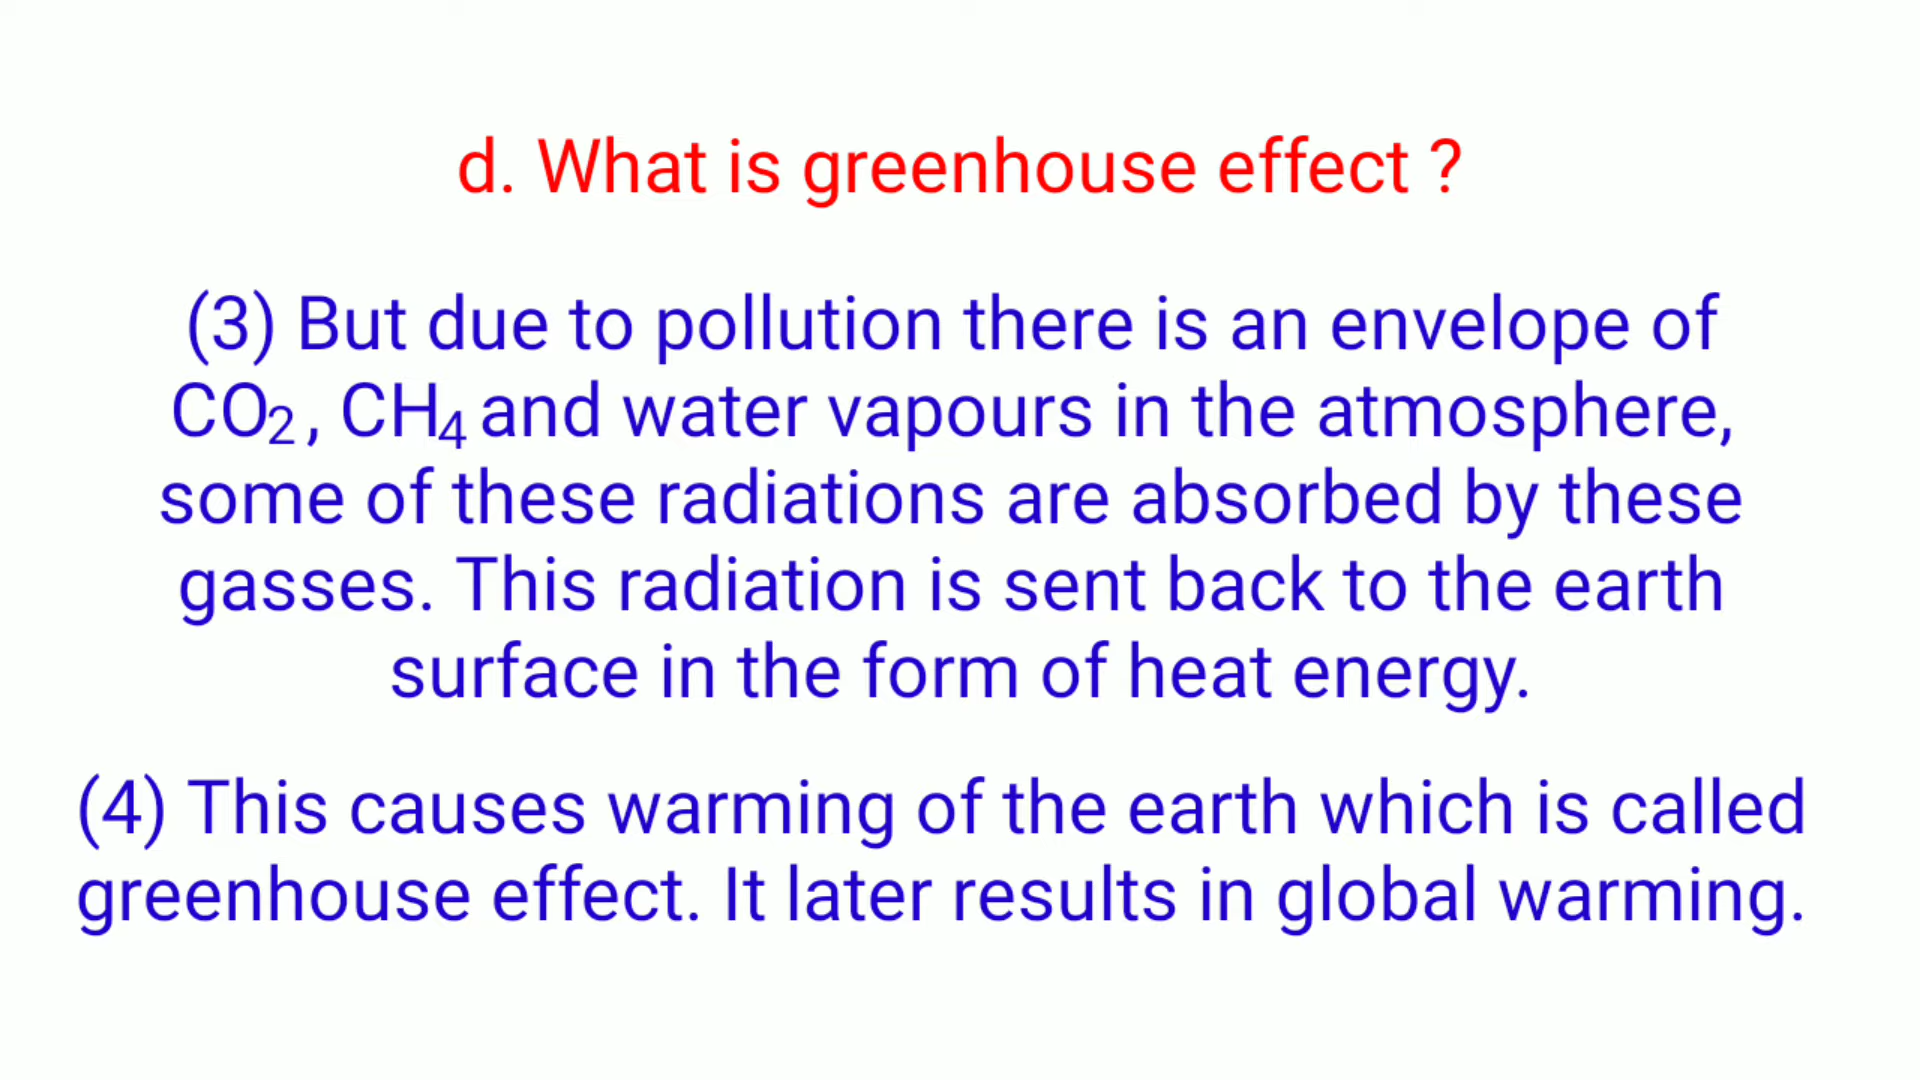 d. What is greenhouse effect ?
(3) But due to pollution there is an envelope of
CO₂, CH₄ and water vapours in the atmosphere,
some of these radiations are absorbed by these
gasses. This radiation is sent back to the earth
surface in the form of heat energy.
(4) This causes warming of the earth which is called
greenhouse effect. It later results in global warming.